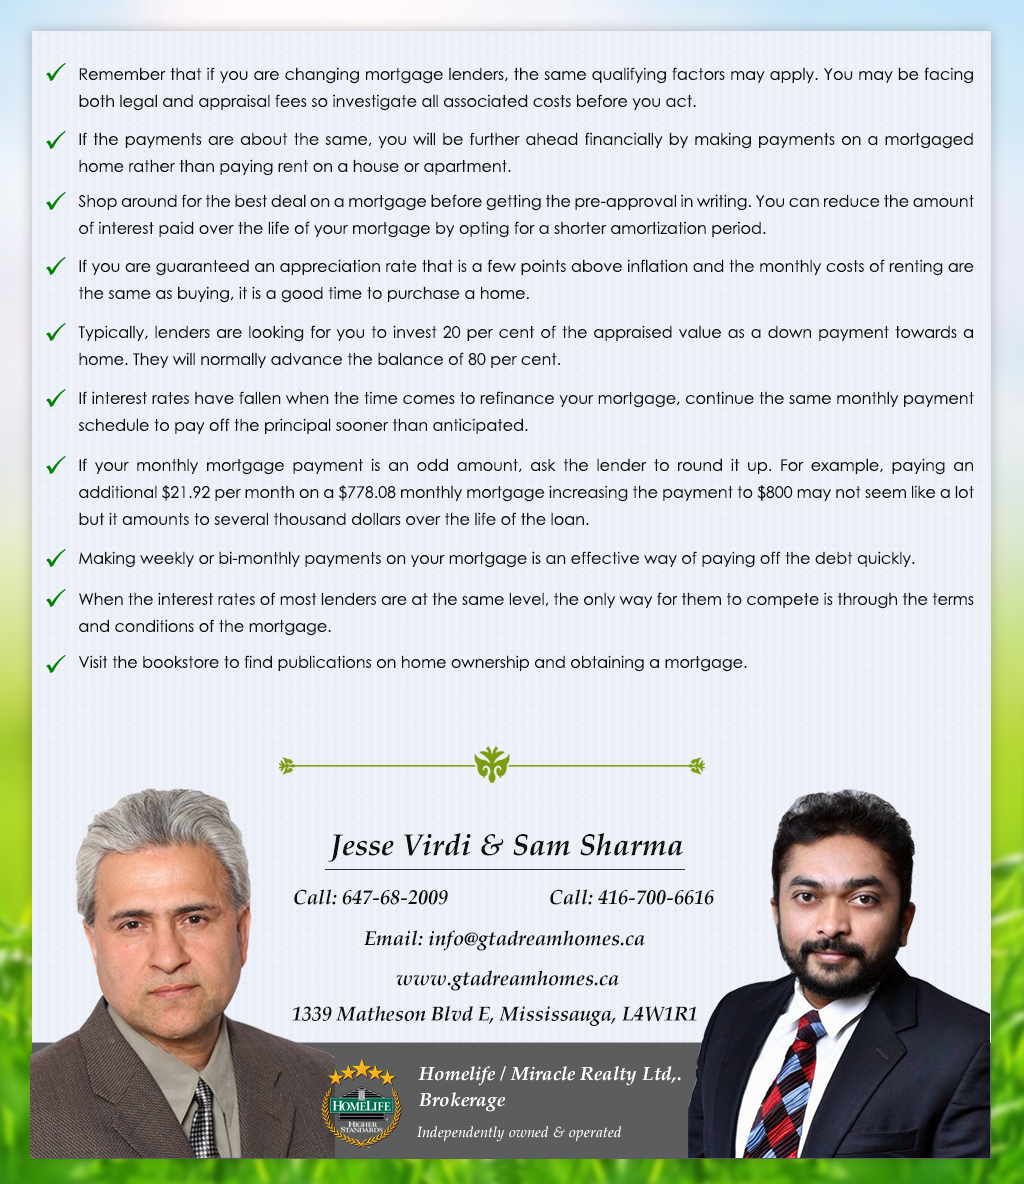 Remember that if you are changing mortgage lenders, the same qualifying factors may apply. You may be facing
both legal and appraisal fees so investigate all associated costs before you act.
If the payments are about the same, you will be further ahead financially by making payments on a mortgaged
home rather than paying rent on a house or apartment.
Shop around for the best deal on a mortgage before getting the pre-approval in writing. You can reduce the amount
of interest paid over the life of your mortgage by opting for a shorter amortization period.
If you are guaranteed an appreciation rate that is a few points above inflation and the monthly costs of renting are
the same as buying, it is a good time to purchase a home.
Typically, lenders are looking for you to invest 20 per cent of the appraised value as a down payment towards a
home. They will normally advance the balance of 80 per cent.
If interest rates have fallen when the time comes to refinance your mortgage, continue the same monthly payment
schedule to pay off the principal sooner than anticipated.
If your monthly mortgage payment is an odd amount, ask the lender to round it up. For example, paying an
additional $21.92 per month on a $778.08 monthly mortgage increasing the payment to $800 may not seem like a lot
but it amounts to several thousand dollars over the life of the loan.
Making weekly or bi-monthly payments on your mortgage is an effective way of paying off the debt quickly.
When the interest rates of most lenders are at the same level, the only way for them to compete is through the terms
and conditions of the mortgage.
Visit the bookstore to find publications on home ownership and obtaining a mortgage.
Jesse Virdi & Sam Sharma
Call: 647-68-2009 Call: 416-700-6616
Email: info@gtadreamhomes.ca
www.gtadreamhomes.ca
1339 Matheson Blvd E, Mississauga, L4W1R1
Homelife / Miracle Realty Ltd,.
Brokerage
Independently owned & operated
HOMELIFE
HIGHER
STANDARDS